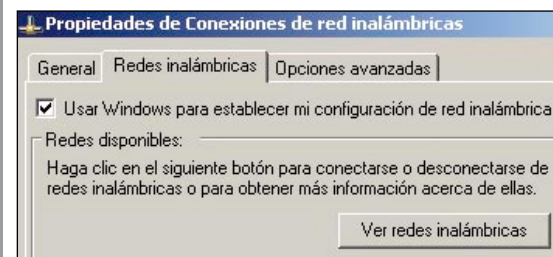 Propiedades de Conexiones de red inalámbricas
General Redes inalámbricas Opciones avanzadas
Usar Windows para establecer mi configuración de red inalámbrica
Redes disponibles:
Haga clic en el siguiente botón para conectarse o desconectarse de
redes inalámbricas o para obtener más información acerca de ellas.
Ver redes inalámbricas